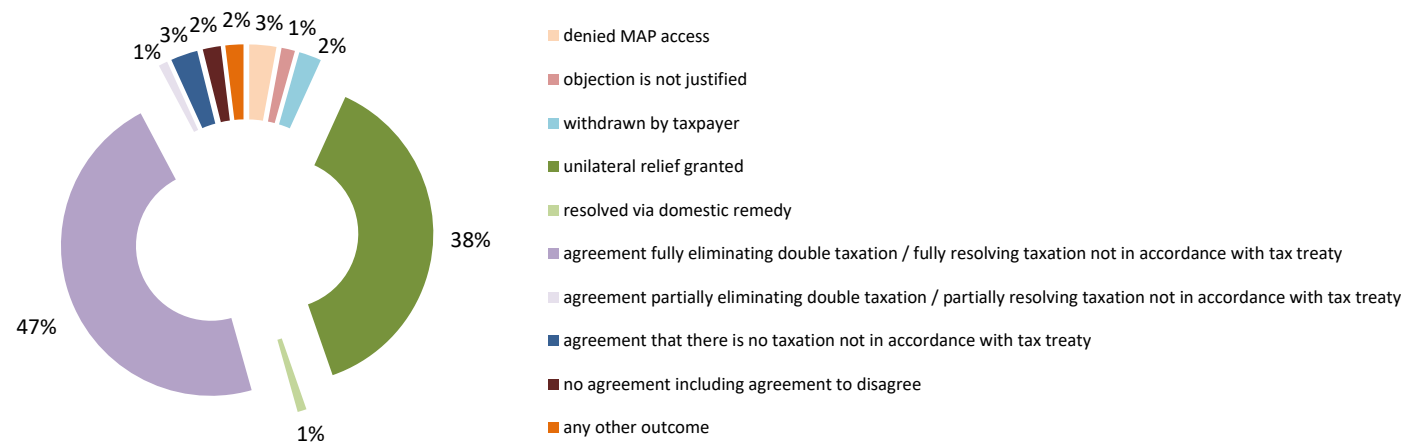 1%
3%
2%
2%
3%
1%
2%
38%
1%
47%
denied MAP access
objection is not justified
withdrawn by taxpayer
unilateral relief granted
resolved via domestic remedy
agreement fully eliminating double taxation / fully resolving taxation not in accordance with tax treaty
agreement partially eliminating double taxation / partially resolving taxation not in accordance with tax treaty
agreement that there is no taxation not in accordance with tax treaty
no agreement including agreement to disagree
any other outcome